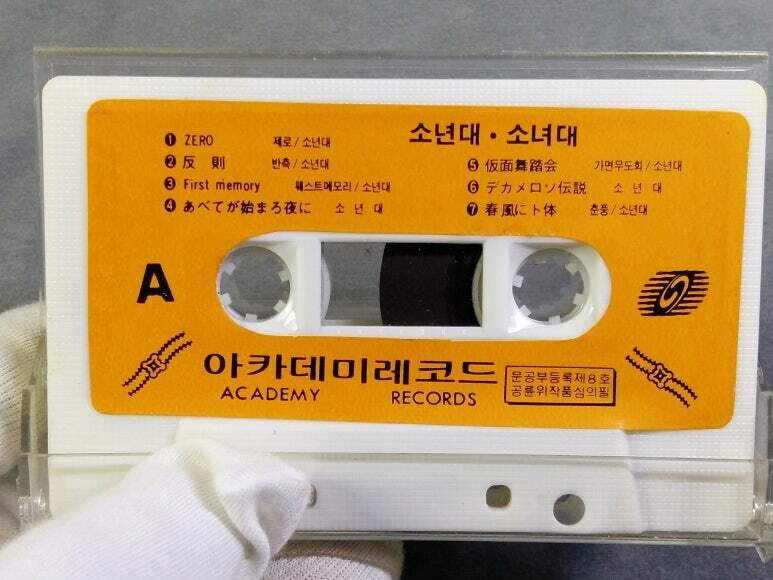 소년대・소녀대
❶ ZERO 제로/소년대
❷ 反則 반측/소년대
❸ First memory 훼스트메모리/소년대
❹ あべてが始まろ夜に 소년대
❺ 仮面舞踏会 가면무도회/소년대
❻ デカメロソ伝説 소년대
❼ 春風にト体 춘풍/소년대
A
아카데미레코드
ACADEMY RECORDS
문공부등록제8호
공륜위작품심의필